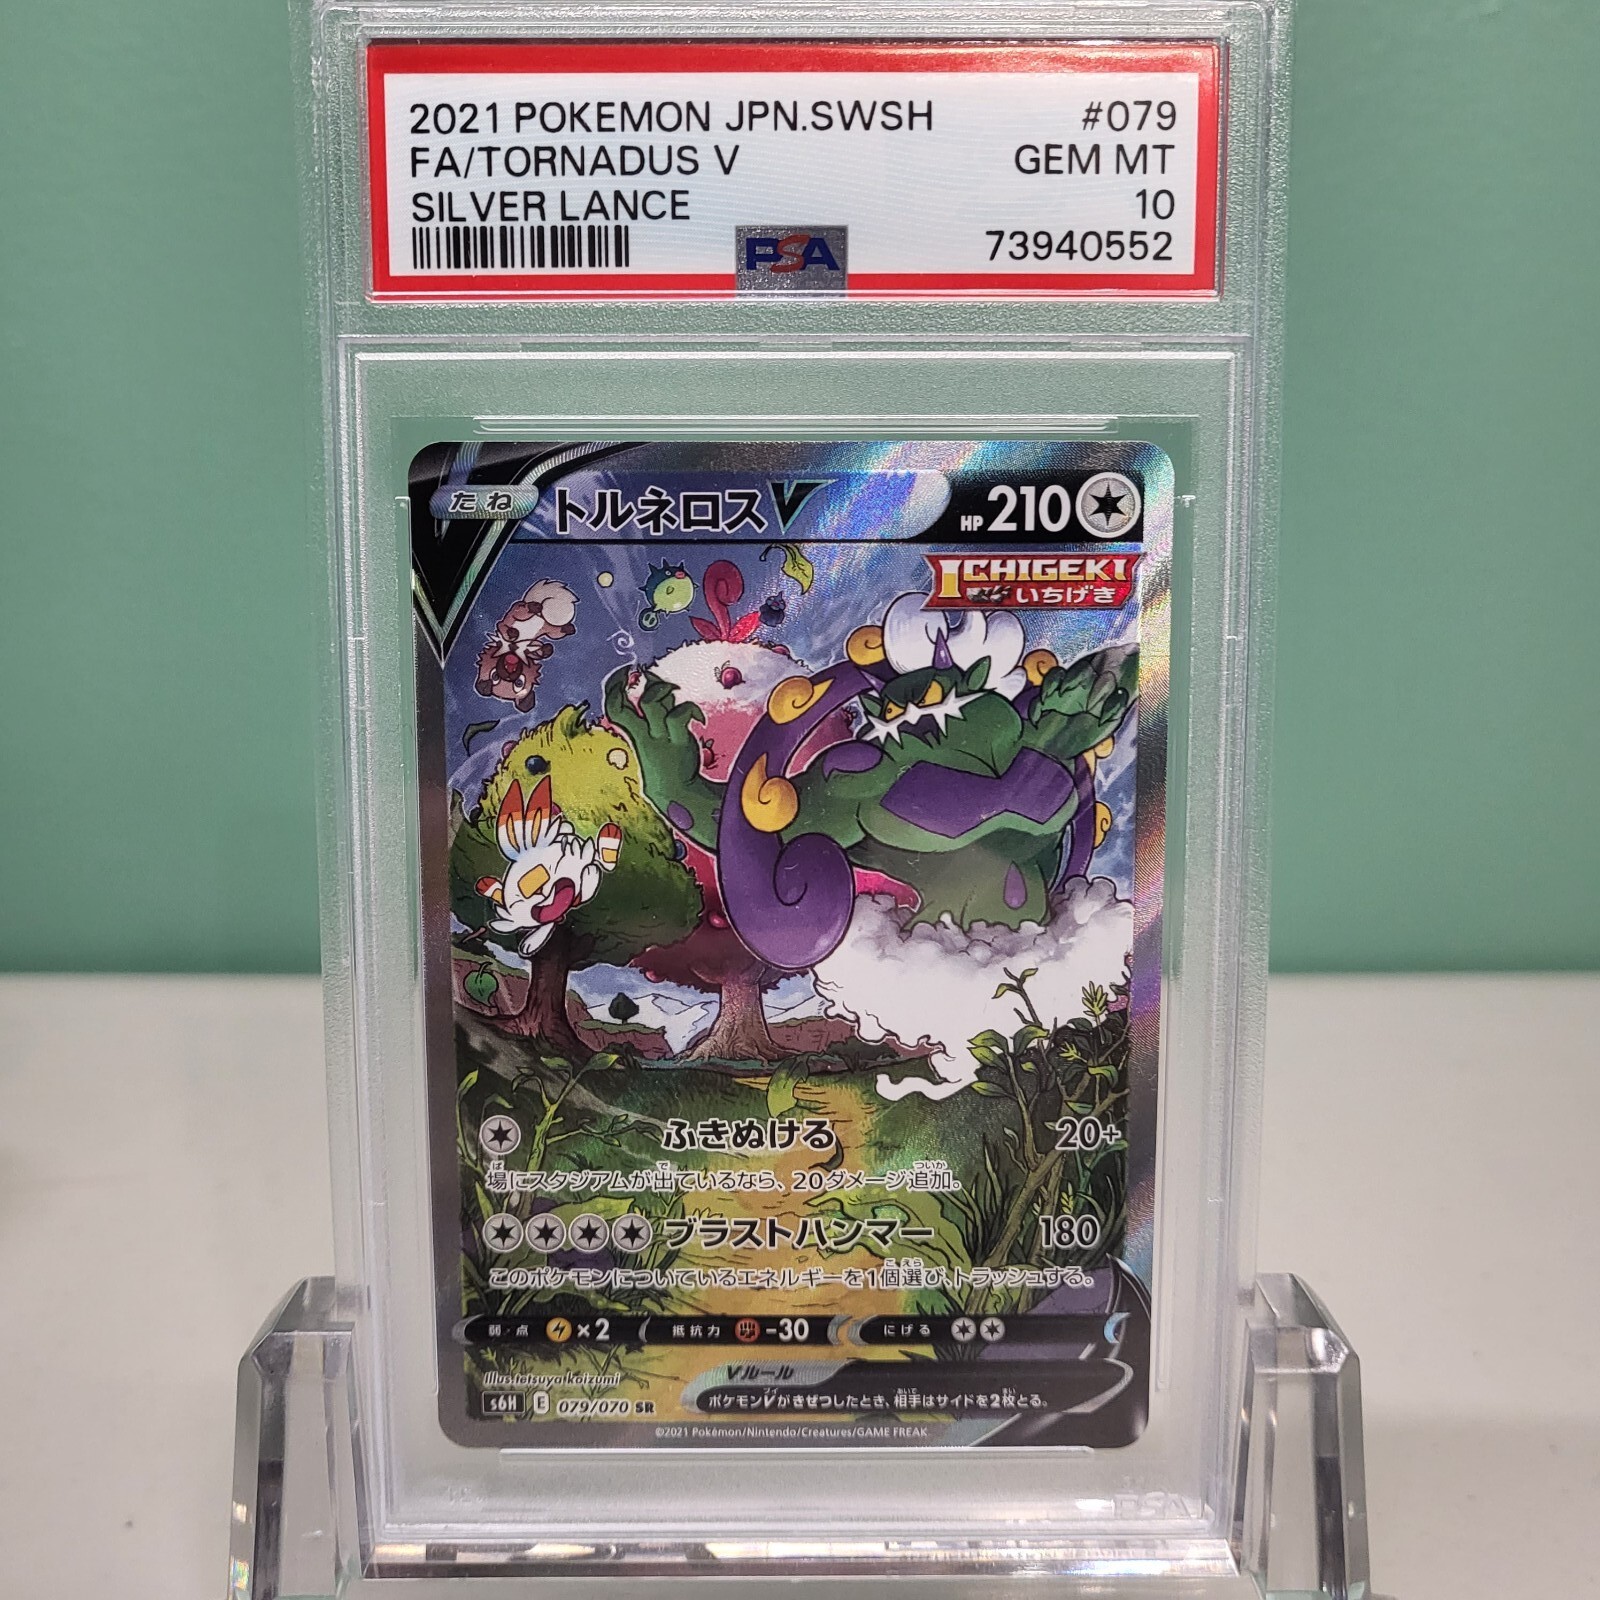 2021 POKEMON JPN.SWSH #079
FA/TORNADUS V GEM MT
SILVER LANCE 10
PSA 73940552
たね トルネロスV HP 210
ICHIGEKI
いちげき
ふきぬける 20+
場にスタジアムが出ているなら、20ダメージ追加。
ブラストハンマー 180
このポケモンについているエネルギーを1個選び、トラッシュする。
弱点 ×2 抵抗力 -30 にげる
Illus.tetsuya koizumi
Vルール
s6H E 079/070 SR ポケモンVがきぜつしたとき、相手はサイドを2枚とる。
©2021 Pokémon/Nintendo/Creatures/GAME FREAK
PSA